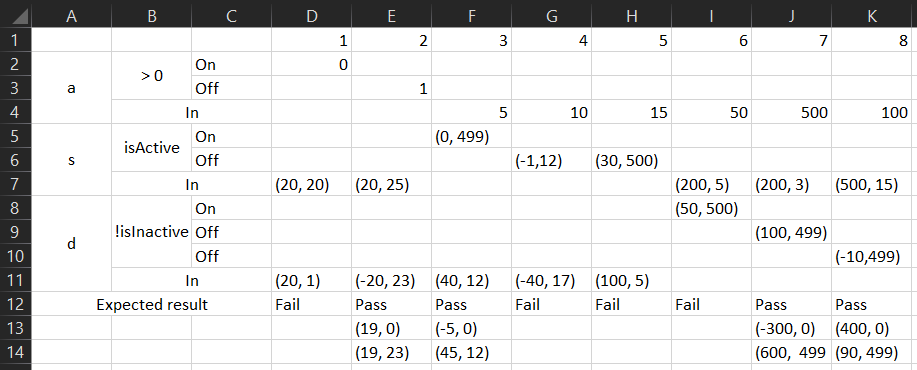 A B C D E F G H I J K
1 1 2 3 4 5 6 7 8
2 > 0 On 0
3 a Off 1
4 In 5 10 15 50 500 100
5 isActive On (0, 499)
6 s Off (-1,12) (30, 500)
7 In (20, 20) (20, 25) (200, 5) (200, 3) (500, 15)
8 On (50, 500)
9 d !isInactive Off (100, 499)
10 Off (-10,499)
11 In (20, 1) (-20, 23) (40, 12) (-40, 17) (100, 5)
12 Expected result Fail Pass Pass Fail Fail Fail Pass Pass
13 (19, 0) (-5, 0) (-300, 0) (400, 0)
14 (19, 23) (45, 12) (600, 499 (90, 499)